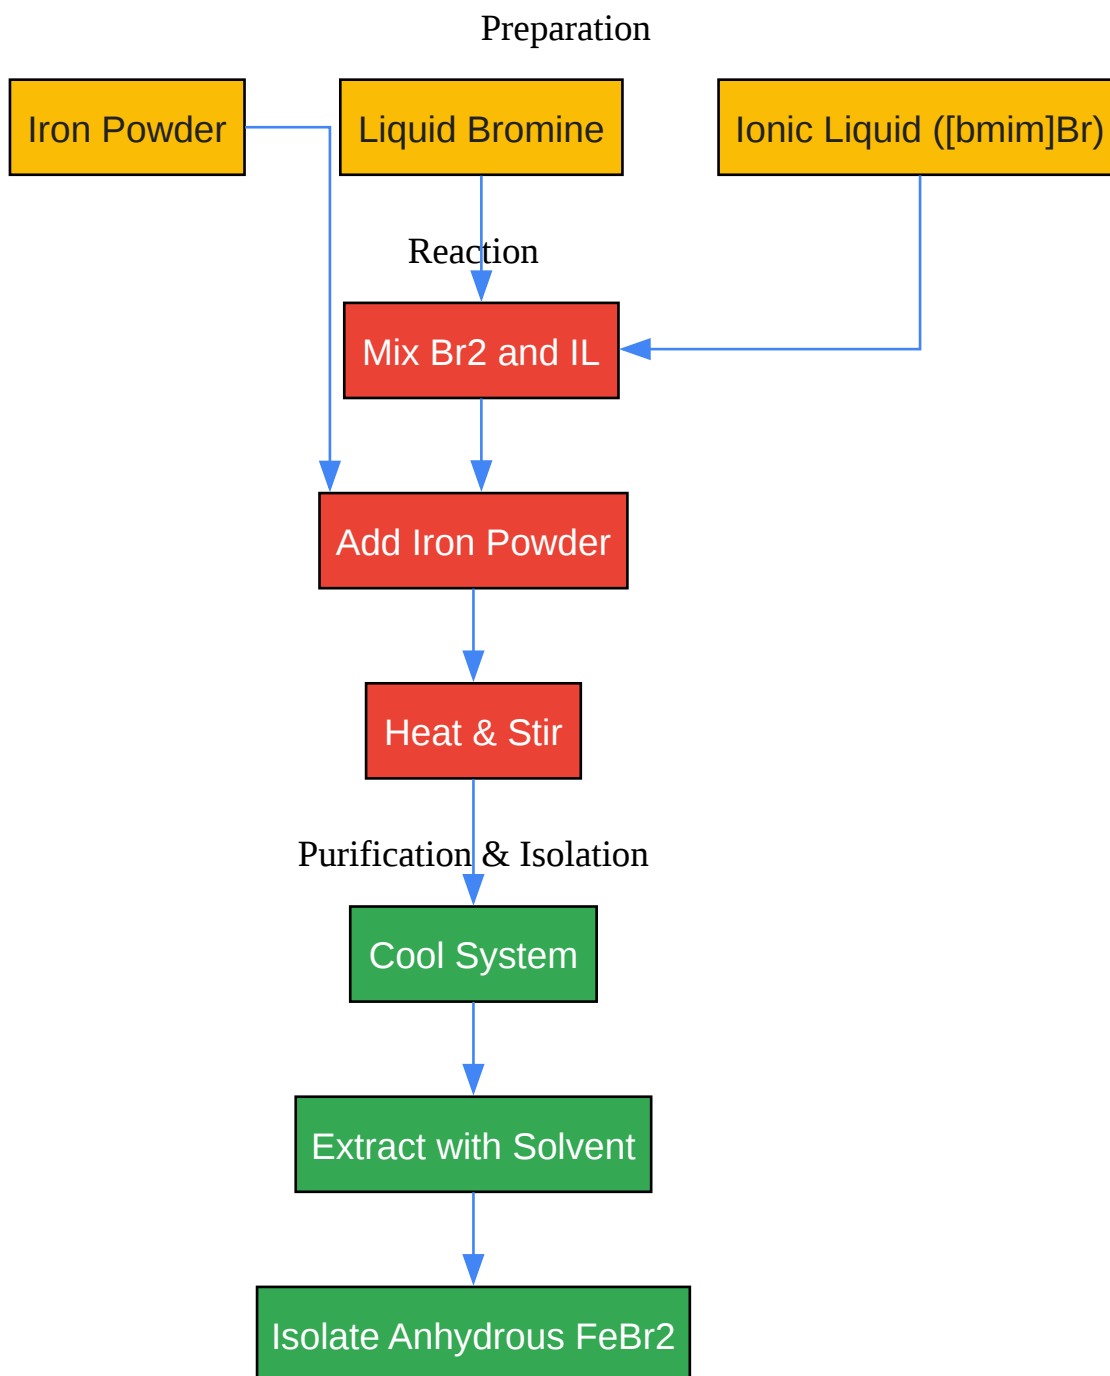 Preparation
Iron Powder
Liquid Bromine
Ionic Liquid ([bmim]Br)
Reaction
Mix Br2 and IL
Add Iron Powder
Heat & Stir
Purification & Isolation
Cool System
Extract with Solvent
Isolate Anhydrous FeBr2